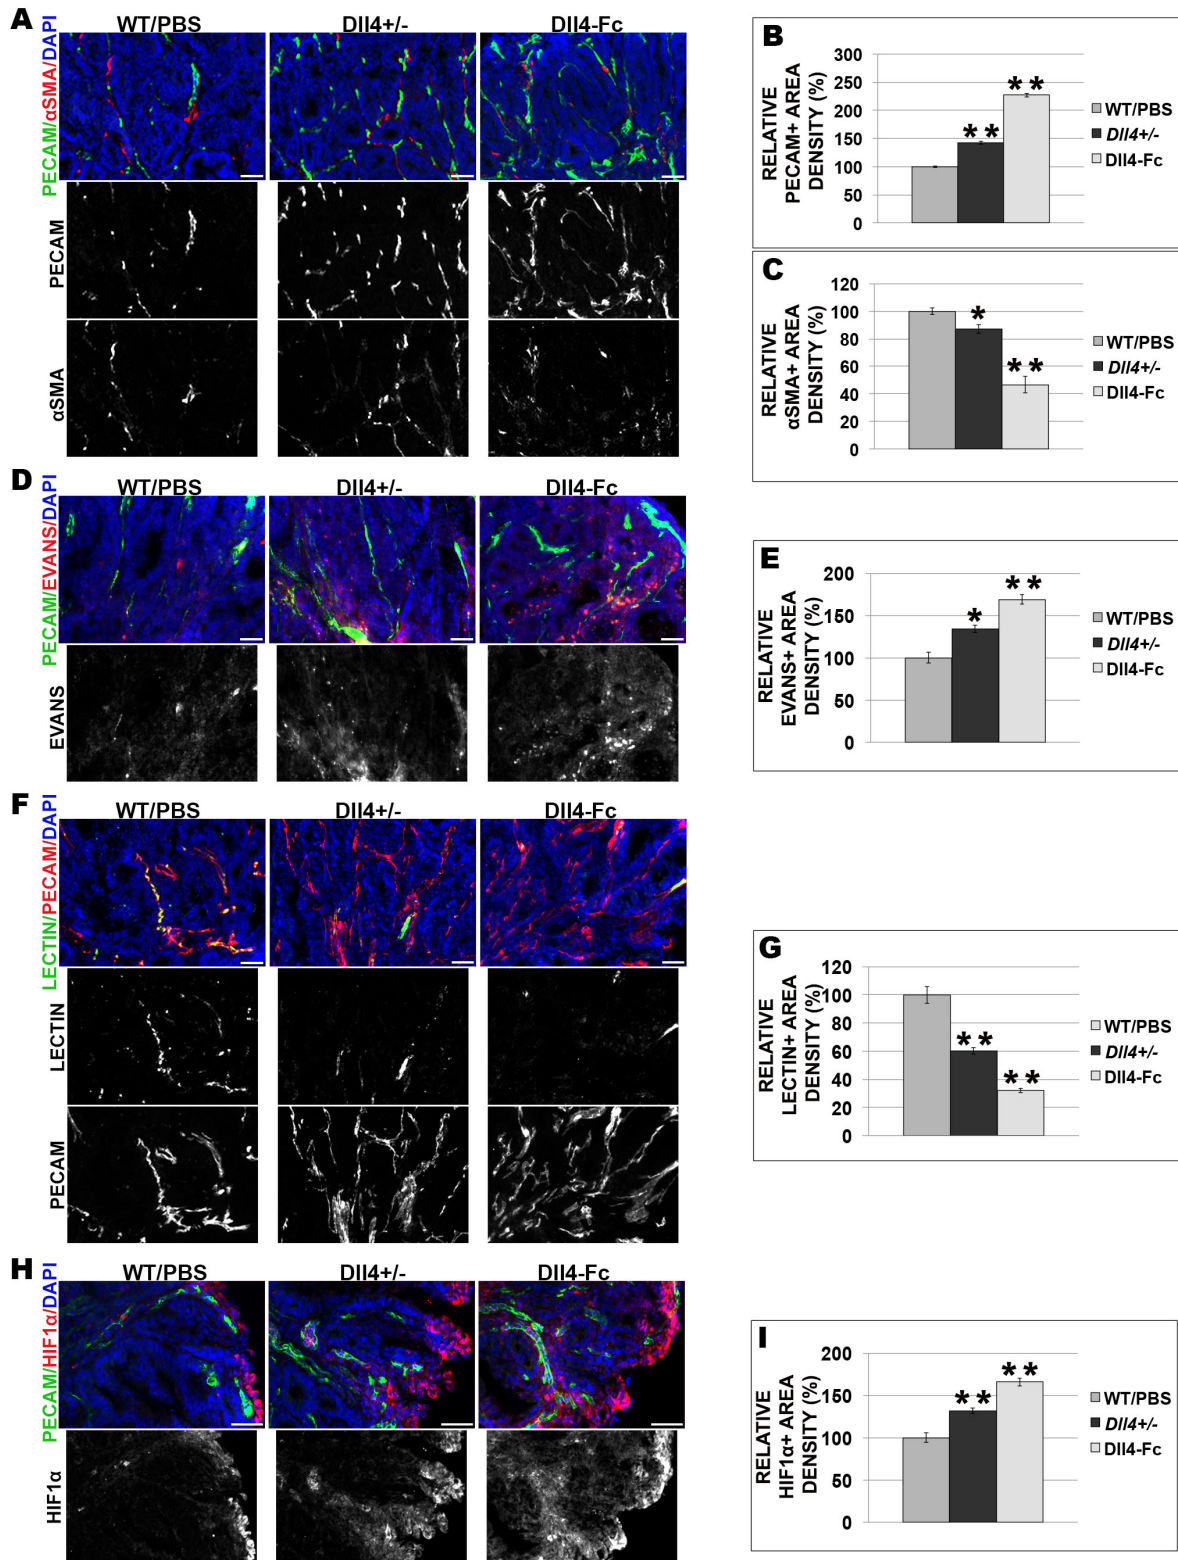 A
WT/PBS
Dll4+/-
Dll4-Fc
PECAM/αSMA/DAPI
PECAM
αSMA
B
RELATIVE
PECAM+ AREA
DENSITY (%)
300
250
200
150
100
50
0
**
**
WT/PBS
Dll4+/-
Dll4-Fc
C
RELATIVE
αSMA+ AREA
DENSITY (%)
120
100
80
60
40
20
0
*
**
WT/PBS
Dll4+/-
Dll4-Fc
D
WT/PBS
Dll4+/-
Dll4-Fc
PECAM/EVANS/DAPI
EVANS
E
RELATIVE
EVANS+ AREA
DENSITY (%)
200
150
100
50
0
*
**
WT/PBS
Dll4+/-
Dll4-Fc
F
WT/PBS
Dll4+/-
Dll4-Fc
LECTIN/PECAM/DAPI
LECTIN
PECAM
G
RELATIVE
LECTIN+ AREA
DENSITY (%)
120
100
80
60
40
20
0
**
**
WT/PBS
Dll4+/-
Dll4-Fc
H
WT/PBS
Dll4+/-
Dll4-Fc
PECAM/HIF1α/DAPI
HIF1α
I
RELATIVE
HIF1α+ AREA
DENSITY (%)
200
150
100
50
0
**
**
WT/PBS
Dll4+/-
Dll4-Fc